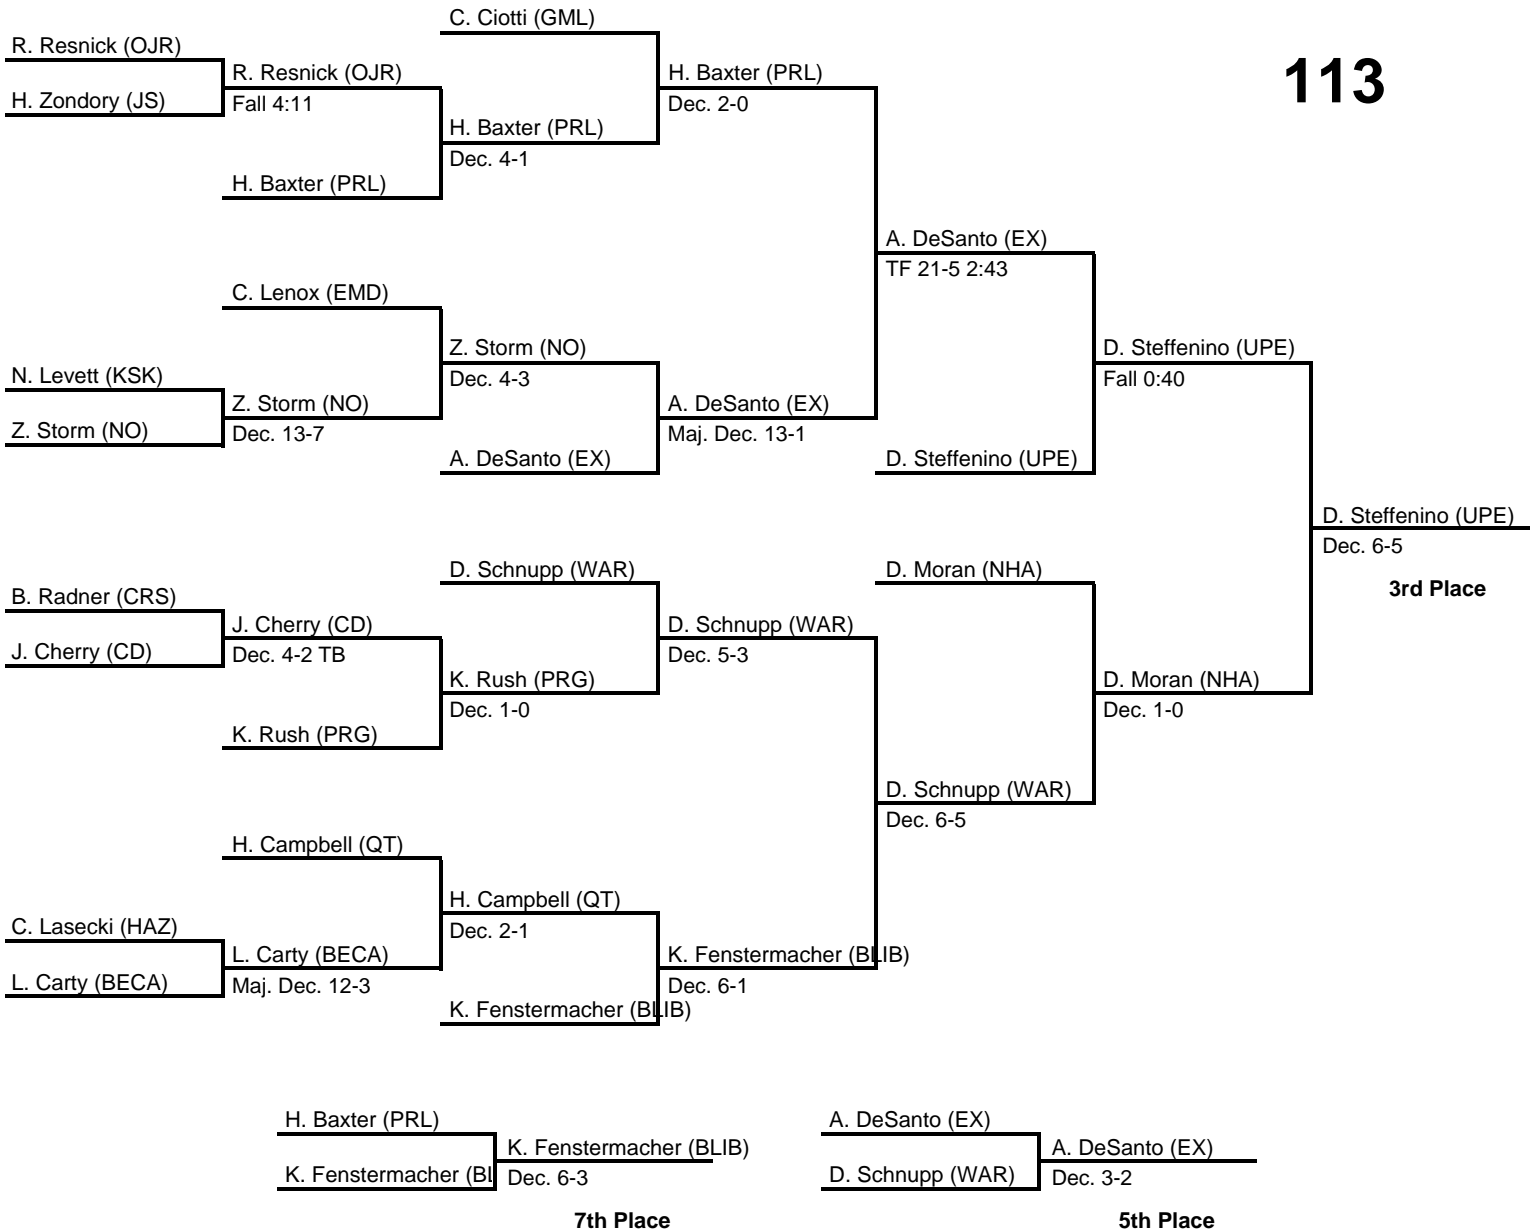 C. Ciotti (GML)
R. Resnick (OJR)
113
R. Resnick (OJR)
H. Baxter (PRL)
H. Zondory (JS)
Fall 4:11
Dec. 2-0
H. Baxter (PRL)
Dec. 4-1
H. Baxter (PRL)
A. DeSanto (EX)
TF 21-5 2:43
C. Lenox (EMD)
Z. Storm (NO)
D. Steffenino (UPE)
N. Levett (KSK)
Dec. 4-3
Fall 0:40
Z. Storm (NO)
A. DeSanto (EX)
Z. Storm (NO)
Dec. 13-7
Maj. Dec. 13-1
A. DeSanto (EX)
D. Steffenino (UPE)
D. Steffenino (UPE)
Dec. 6-5
3rd Place
D. Schnupp (WAR)
D. Moran (NHA)
B. Radner (CRS)
J. Cherry (CD)
D. Schnupp (WAR)
J. Cherry (CD)
Dec. 4-2 TB
Dec. 5-3
K. Rush (PRG)
D. Moran (NHA)
Dec. 1-0
Dec. 1-0
K. Rush (PRG)
D. Schnupp (WAR)
Dec. 6-5
H. Campbell (QT)
H. Campbell (QT)
C. Lasecki (HAZ)
Dec. 2-1
L. Carty (BECA)
K. Fenstermacher (BLIB)
L. Carty (BECA)
Maj. Dec. 12-3
Dec. 6-1
K. Fenstermacher (BLIB)
H. Baxter (PRL)
K. Fenstermacher (BLIB)
K. Fenstermacher (BL
Dec. 6-3
7th Place
A. DeSanto (EX)
A. DeSanto (EX)
D. Schnupp (WAR)
Dec. 3-2
5th Place